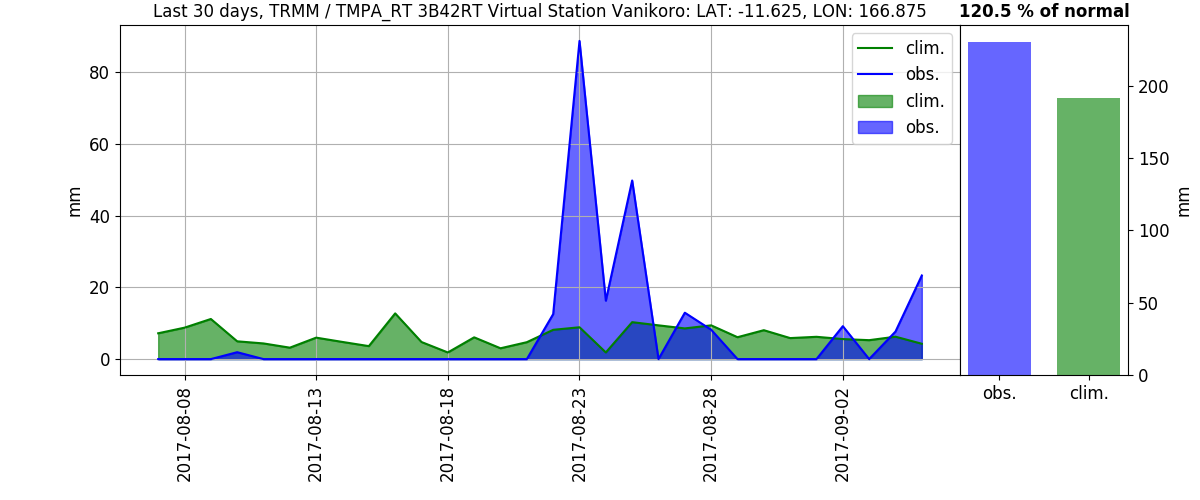 Last 30 days, TRMM / TMPA_RT 3B42RT Virtual Station Vanikoro: LAT: -11.625, LON: 166.875
120.5 % of normal
clim.
obs.
clim.
obs.
mm
80
60
40
20
0
2017-08-08
2017-08-13
2017-08-18
2017-08-23
2017-08-28
2017-09-02
200
150
100
50
0
mm
obs.
clim.